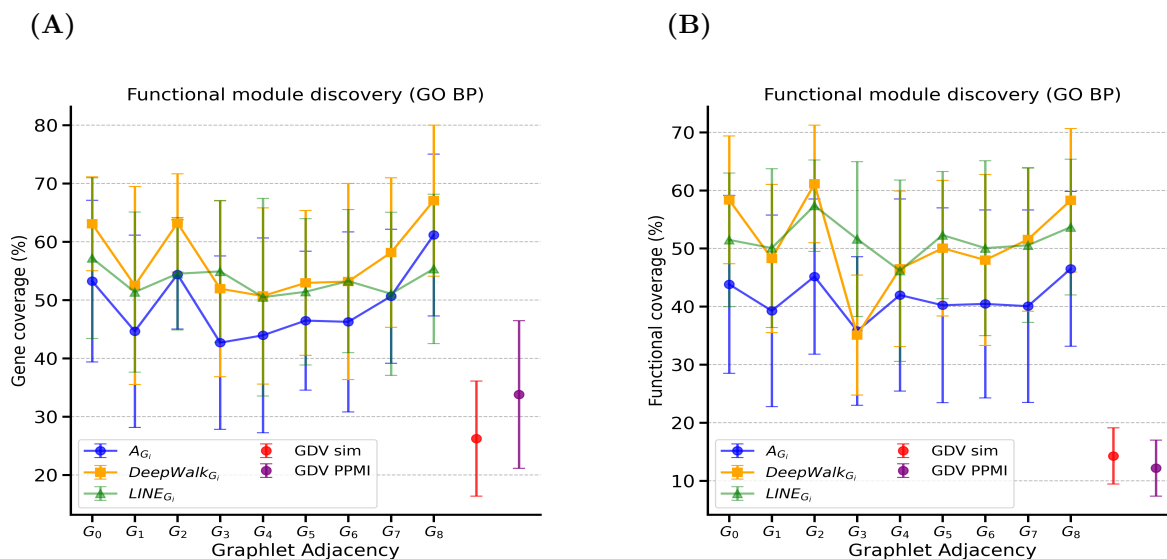 (A)
Functional module discovery (GO BP)
Gene coverage (%)
80
70
60
50
40
30
20
A_{G_i}
DeepWalk_{G_i}
LINE_{G_i}
GDV sim
GDV PPMI
G_0 G_1 G_2 G_3 G_4 G_5 G_6 G_7 G_8
Graphlet Adjacency
(B)
Functional module discovery (GO BP)
Functional coverage (%)
70
60
50
40
30
20
10
A_{G_i}
DeepWalk_{G_i}
LINE_{G_i}
GDV sim
GDV PPMI
G_0 G_1 G_2 G_3 G_4 G_5 G_6 G_7 G_8
Graphlet Adjacency